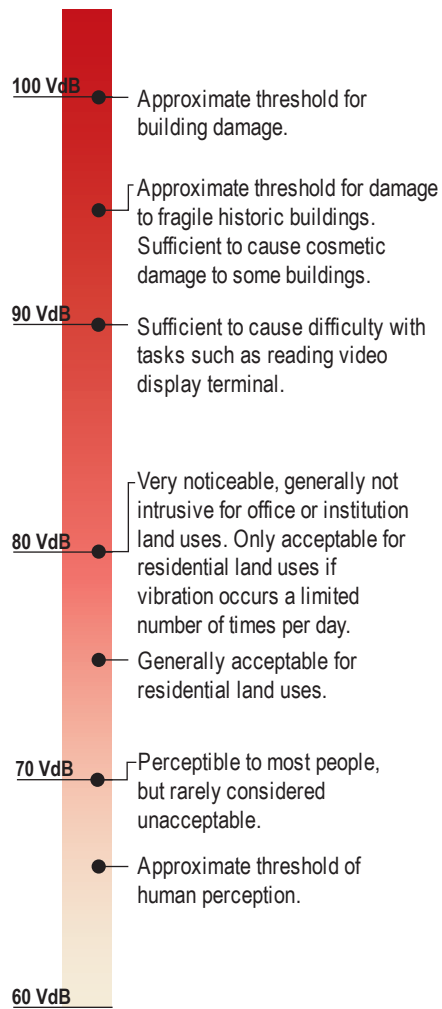 100 VdB
Approximate threshold for
building damage.
Approximate threshold for damage
to fragile historic buildings.
Sufficient to cause cosmetic
damage to some buildings.
90 VdB
Sufficient to cause difficulty with
tasks such as reading video
display terminal.
Very noticeable, generally not
intrusive for office or institution
land uses. Only acceptable for
residential land uses if
vibration occurs a limited
number of times per day.
80 VdB
Generally acceptable for
residential land uses.
70 VdB
Perceptible to most people,
but rarely considered
unacceptable.
Approximate threshold of
human perception.
60 VdB